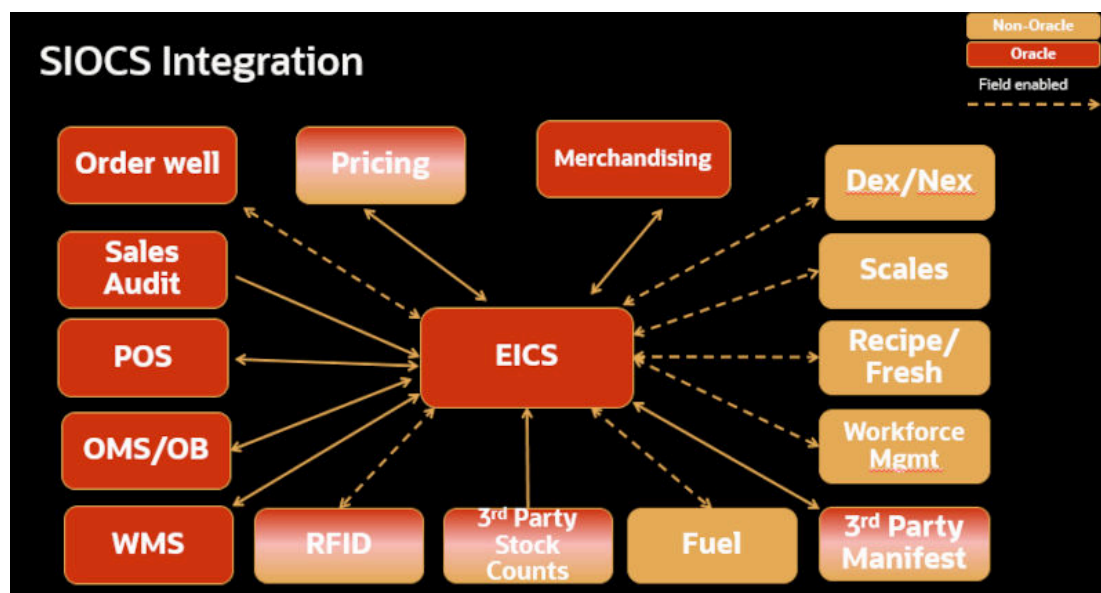 SIOCS Integration
Non-Oracle
Oracle
Field enabled
Order well
Pricing
Merchandising
Dex/Nex
Sales
Audit
Scales
POS
EICS
Recipe/
Fresh
OMS/OB
Workforce
Mgmt
WMS
RFID
3rd Party
Stock
Counts
Fuel
3rd Party
Manifest